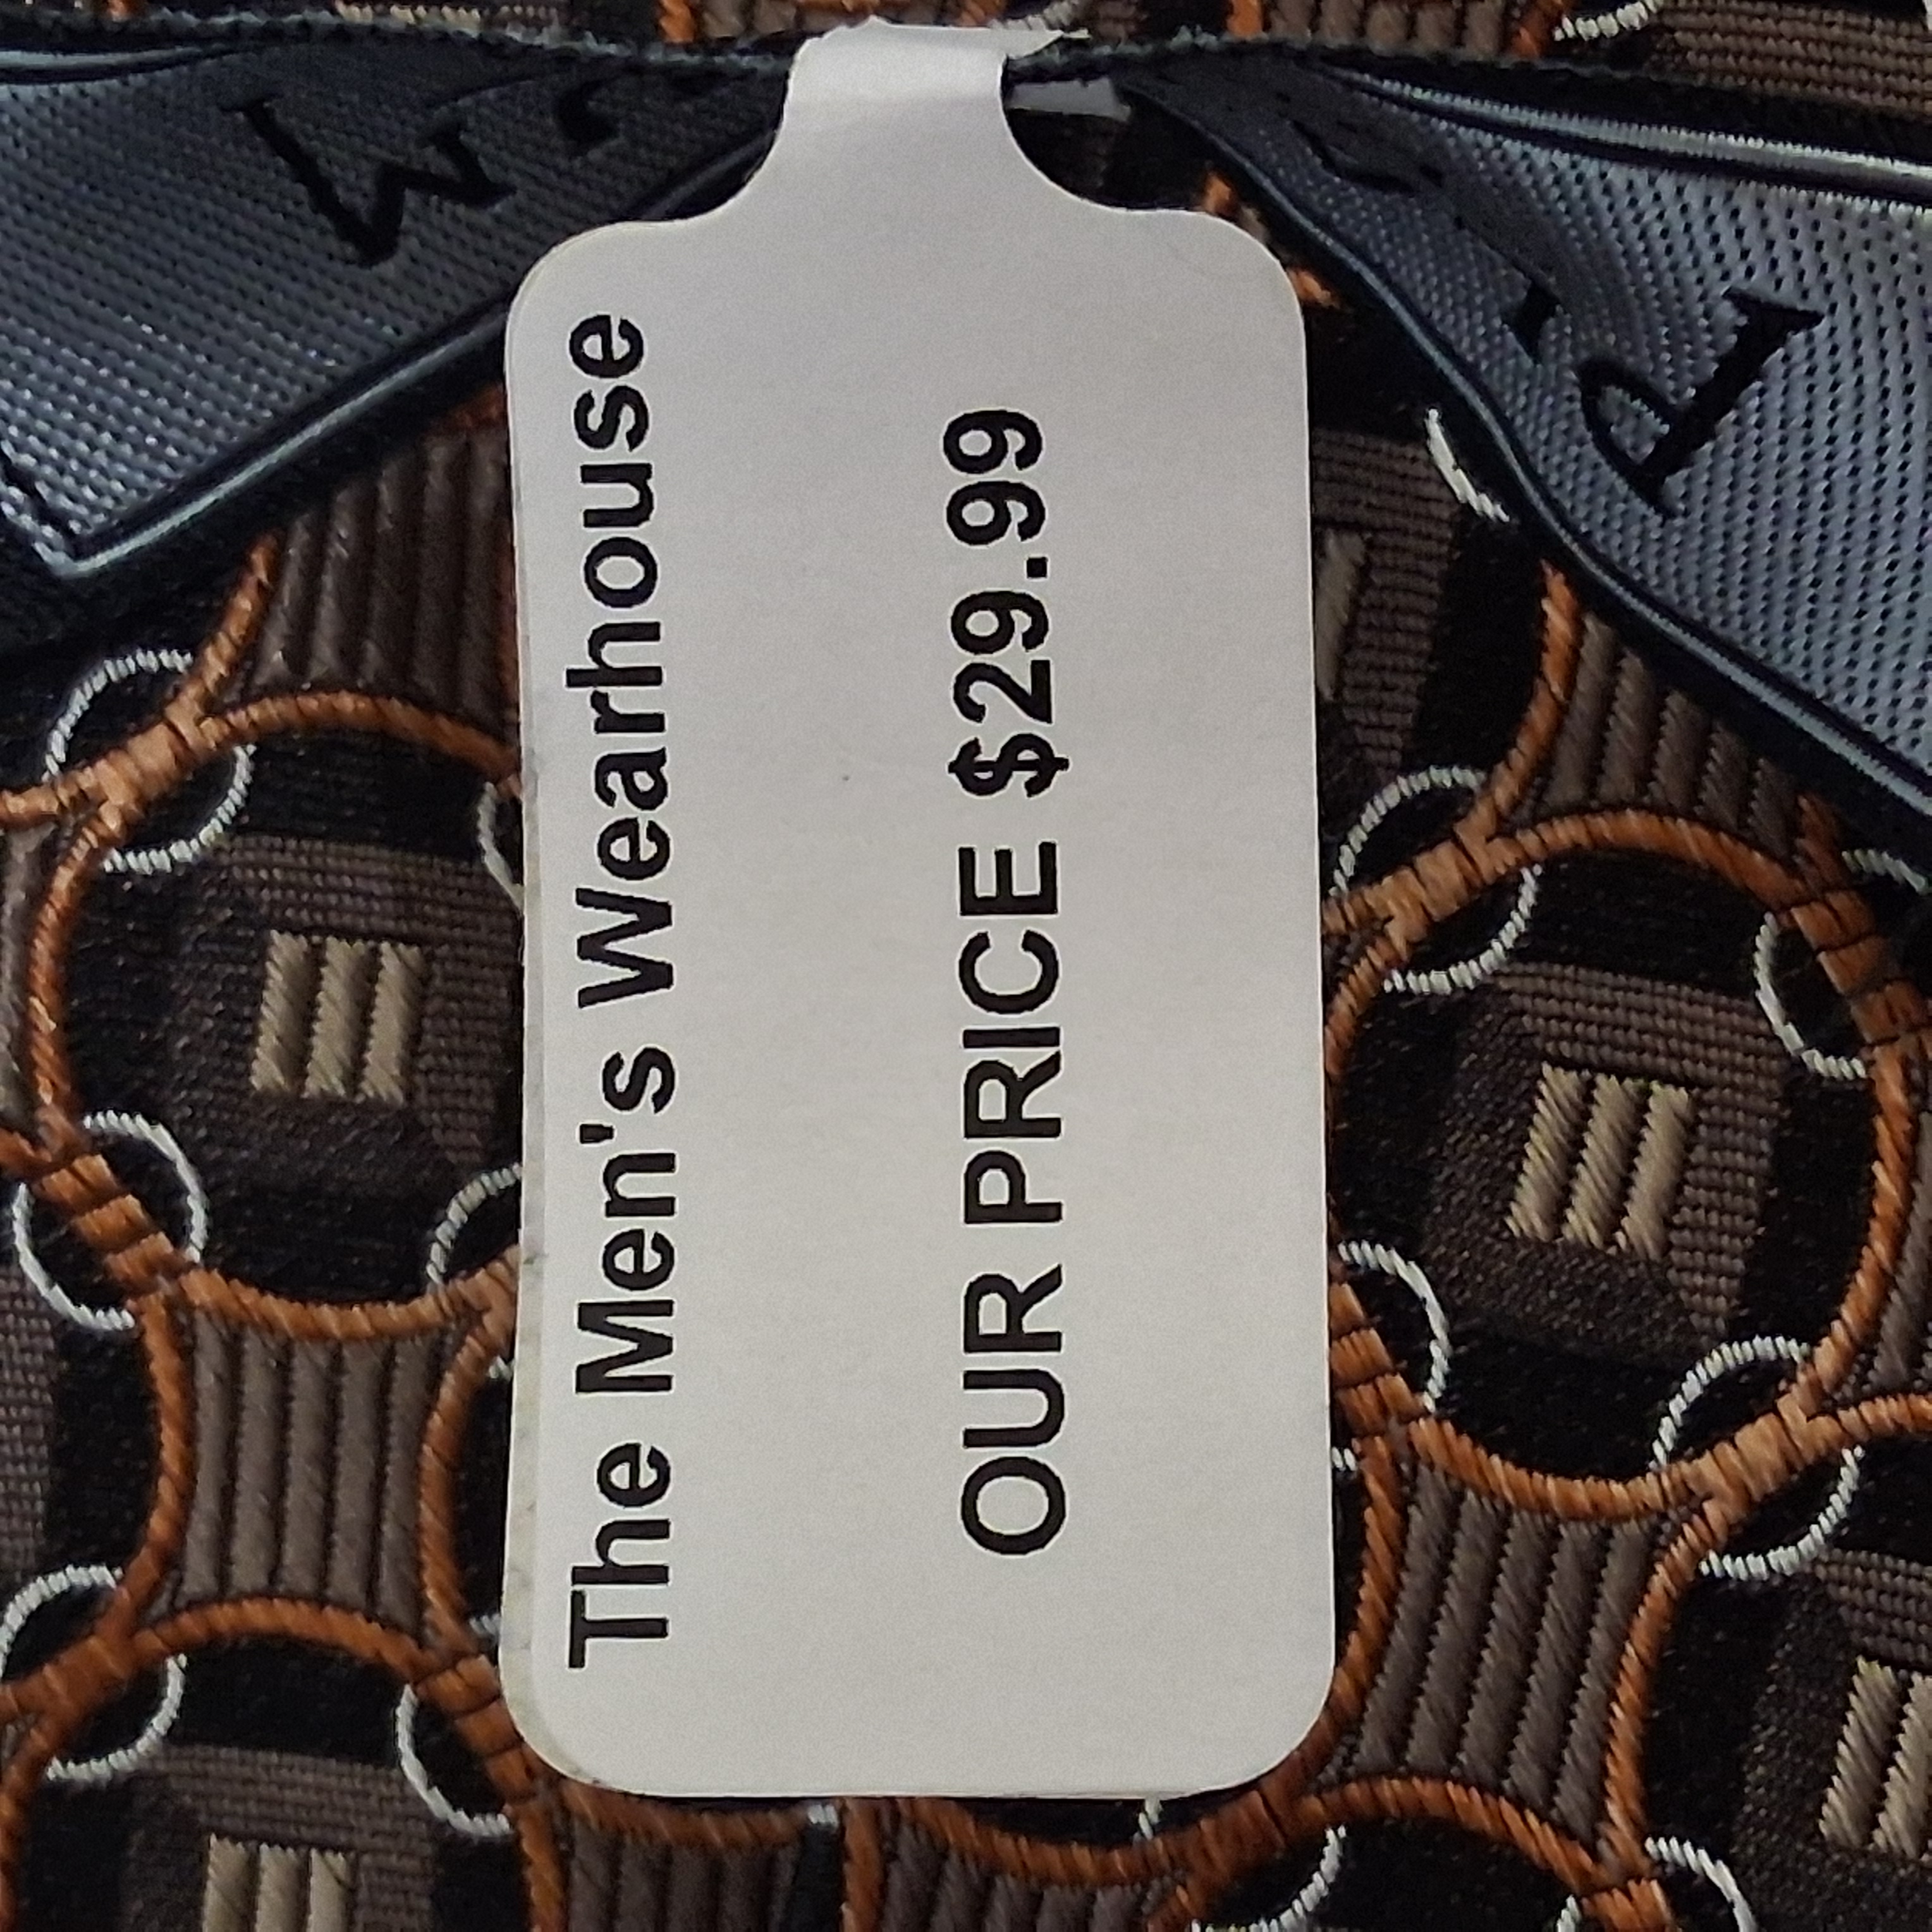 The Men's Wearhouse
OUR PRICE $29.99